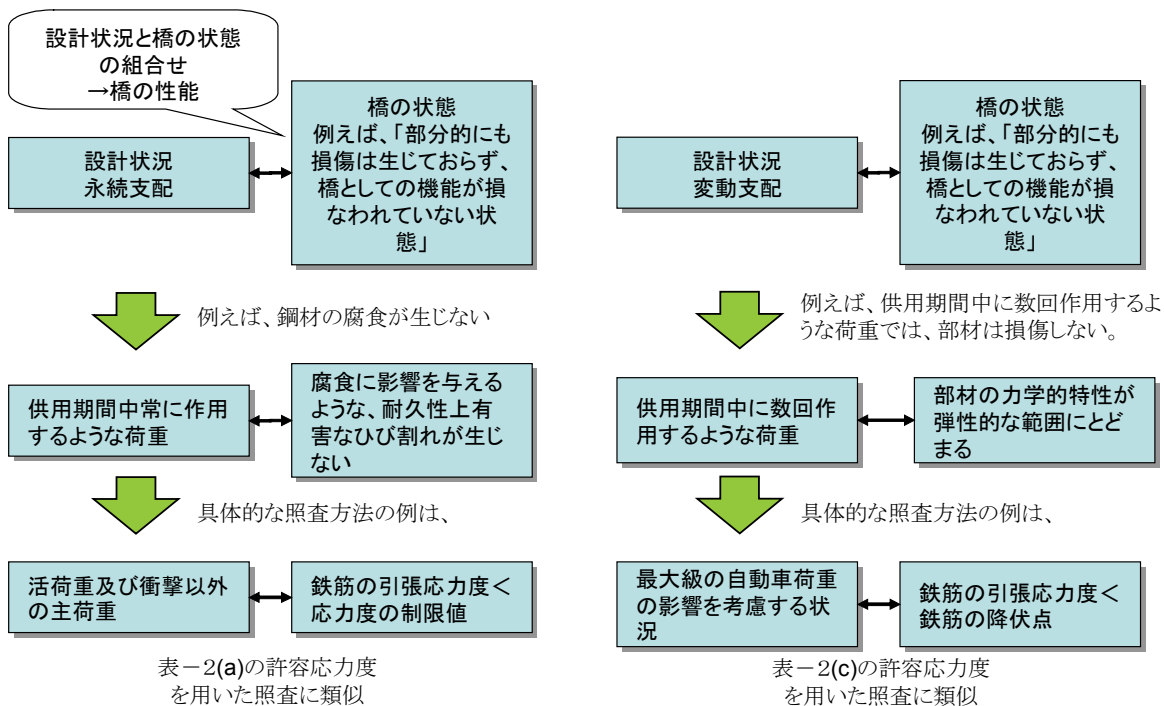 設計状況と橋の状態
の組合せ
→橋の性能
設計状況
永続支配
橋の状態
例えば、「部分的にも
損傷は生じておらず、
橋としての機能が損
なわれていない状
態」
例えば、鋼材の腐食が生じない
供用期間中常に作用
するような荷重
腐食に影響を与える
ような、耐久性上有
害なひび割れが生じ
ない
具体的な照査方法の例は、
活荷重及び衝撃以外
の主荷重
鉄筋の引張応力度＜
応力度の制限値
表－2(a)の許容応力度
を用いた照査に類似
設計状況
変動支配
橋の状態
例えば、「部分的にも
損傷は生じておらず、
橋としての機能が損
なわれていない状
態」
例えば、供用期間中に数回作用するよ
うな荷重では、部材は損傷しない。
供用期間中に数回作
用するような荷重
部材の力学的特性が
弾性的な範囲にとど
まる
具体的な照査方法の例は、
最大級の自動車荷重
の影響を考慮する状
況
鉄筋の引張応力度＜
鉄筋の降伏点
表－2(c)の許容応力度
を用いた照査に類似